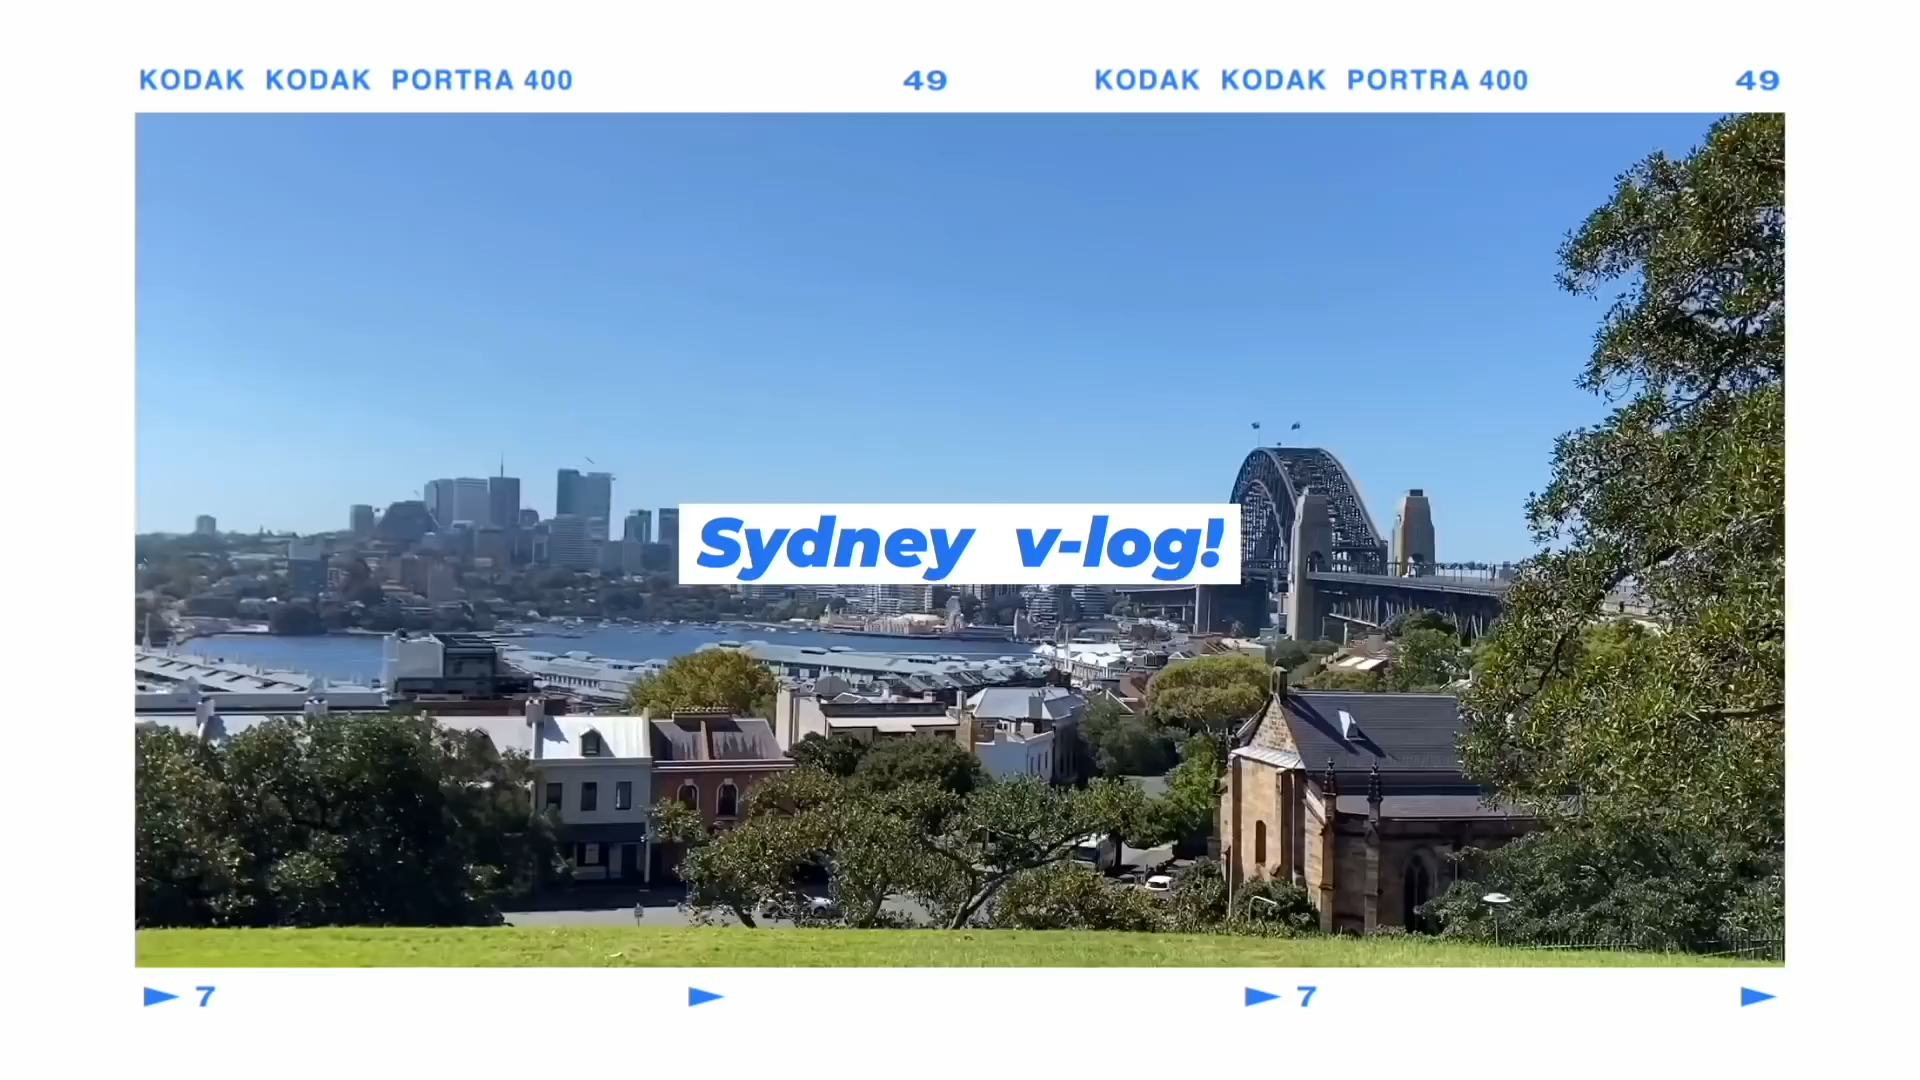 KODAK KODAK PORTRA 400 49 KODAK KODAK PORTRA 400 49
Sydney v-log!
7 7